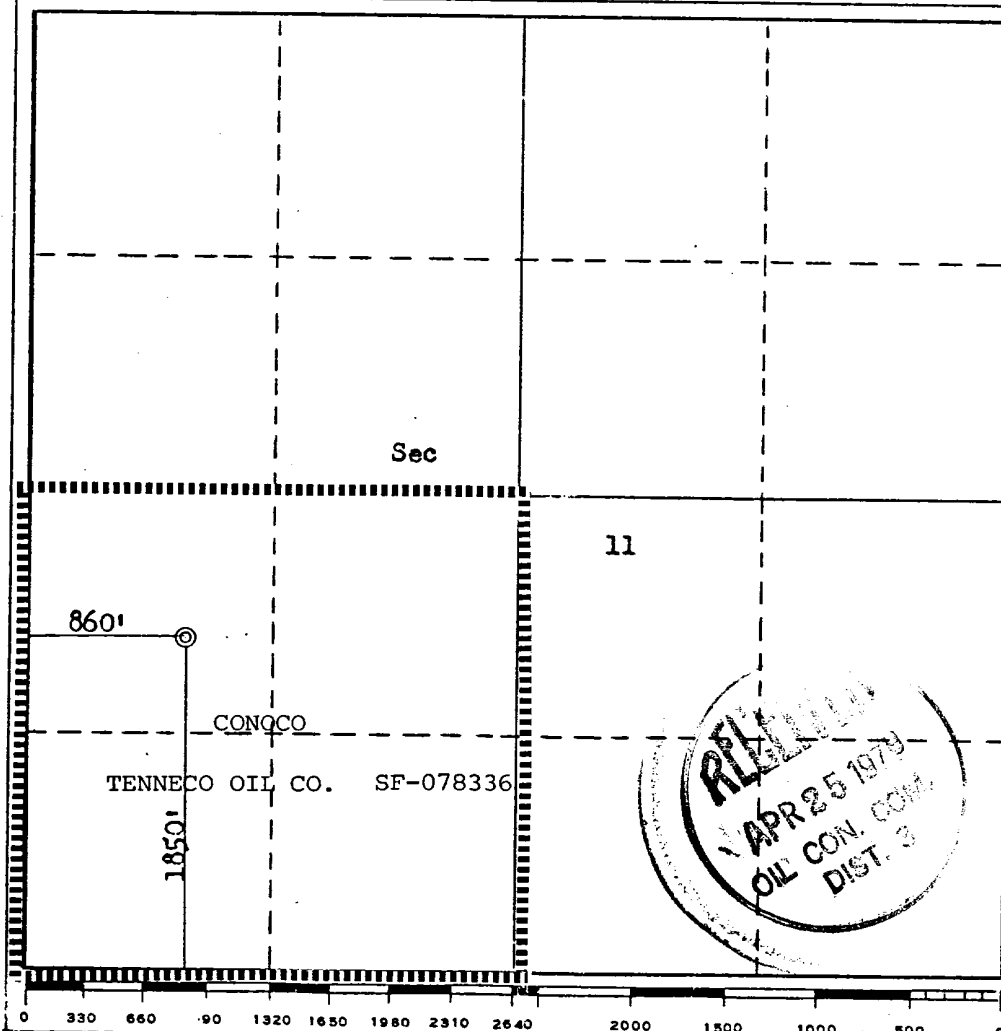 Sec
11
860'
CONOCO
TENNECO OIL CO. SF-078336
1850'
RECEIVED
APR 25 1979
OIL CON. COM.
DIST. 3
0 330 660 -90 1320 1650 1980 2310 2640 2000 1500 1000 500